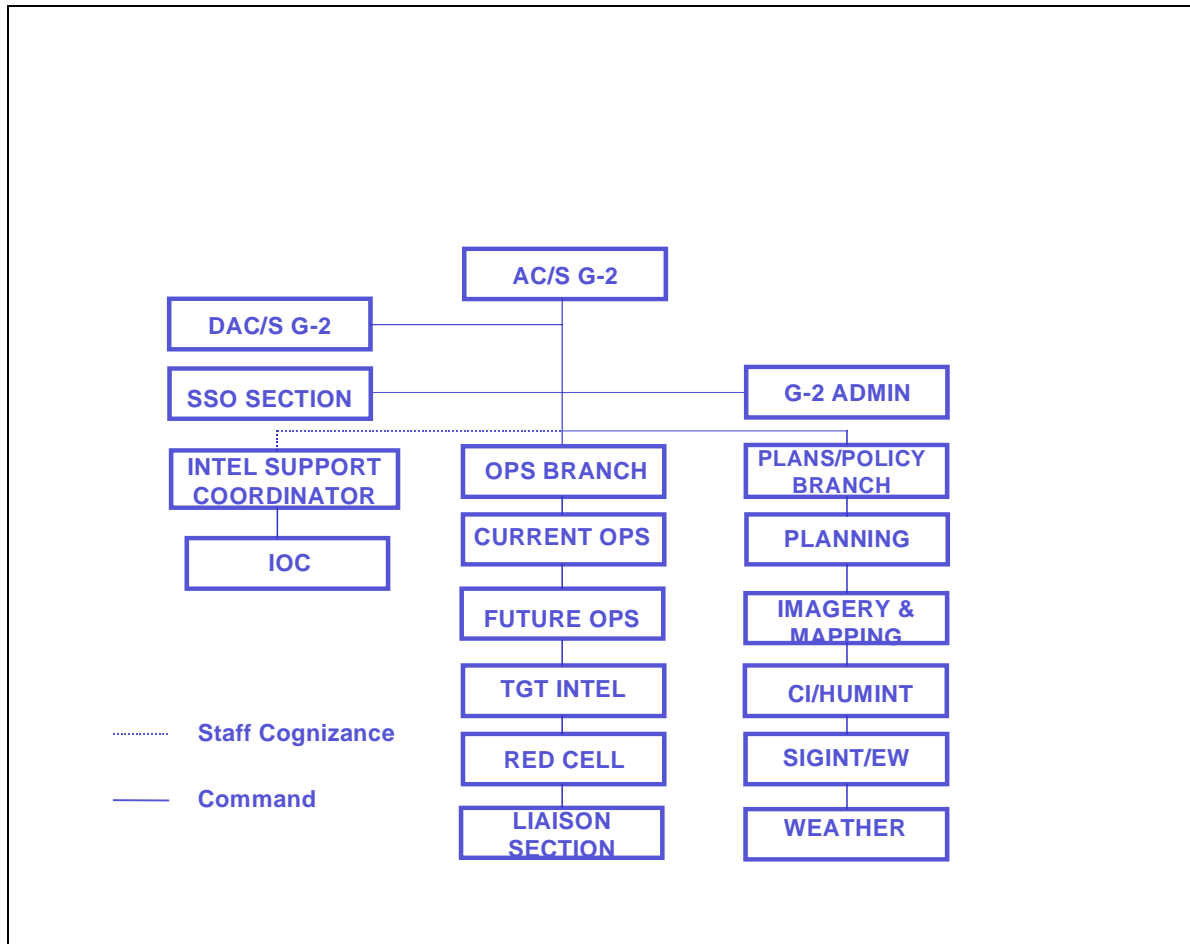 AC/S G-2
DAC/S G-2
SSO SECTION
G-2 ADMIN
INTEL SUPPORT
COORDINATOR
IOC
OPS BRANCH
CURRENT OPS
FUTURE OPS
TGT INTEL
RED CELL
LIAISON
SECTION
PLANS/POLICY
BRANCH
PLANNING
IMAGERY &
MAPPING
CI/HUMINT
SIGINT/EW
WEATHER
Staff Cognizance
Command